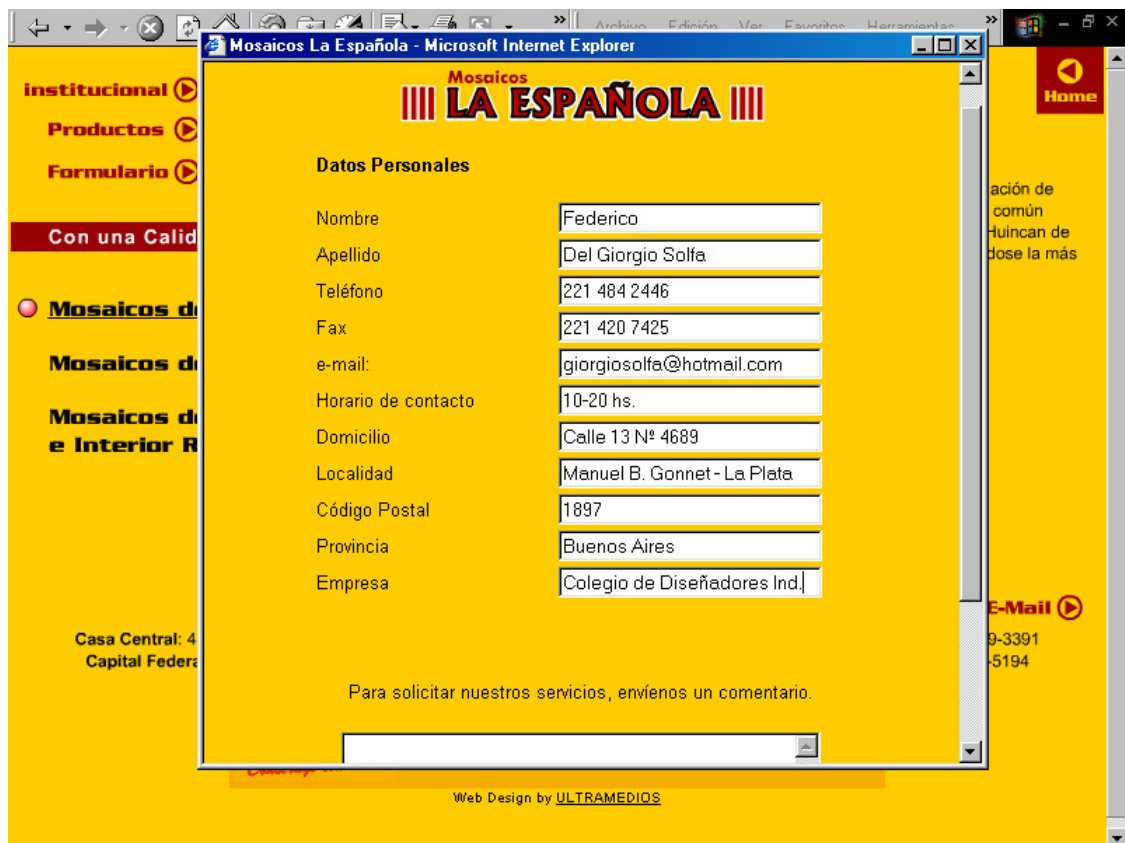 » Archivo Edición Ver Favoritos Herramientas »
Mosaicos La Española - Microsoft Internet Explorer
Mosaicos
LA ESPAÑOLA
Home
institucional
Productos
Formulario
Con una Calid
Mosaicos de
Mosaicos de
Mosaicos de
e Interior R
Datos Personales
Nombre Federico
Apellido Del Giorgio Solfa
Teléfono 221 484 2446
Fax 221 420 7425
e-mail: giorgiosolfa@hotmail.com
Horario de contacto 10-20 hs.
Domicilio Calle 13 Nº 4689
Localidad Manuel B. Gonnet - La Plata
Código Postal 1897
Provincia Buenos Aires
Empresa Colegio de Diseñadores Ind.
Para solicitar nuestros servicios, envíenos un comentario.
ación de
común
Huincan de
dose la más
E-Mail
Casa Central: 4
9-3391
Capital Federa
-5194
Web Design by ULTRAMEDIOS